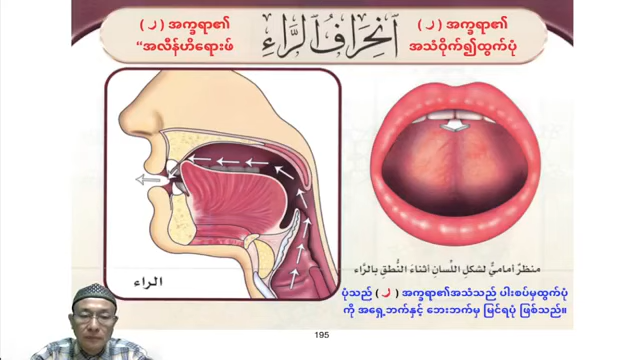 (ر) အက္ခရာ၏
“အလီန်ဟိရေားဖ်
اَنْحِرَافُ الرَّاءِ
(ر) အက္ခရာ၏
အသံဝိုက်၍ထွက်ပုံ
الراء
منظرٌ أماميٌّ لشكلِ اللِّسانِ أثناءَ النُّطقِ بالرَّاء
ပုံသည် (ر) အက္ခရာ၏အသံသည် ပါးစပ်မှထွက်ပုံ
ကို အရှေ့ဘက်နှင့် ဘေးဘက်မှ မြင်ရပုံ ဖြစ်သည်။
195